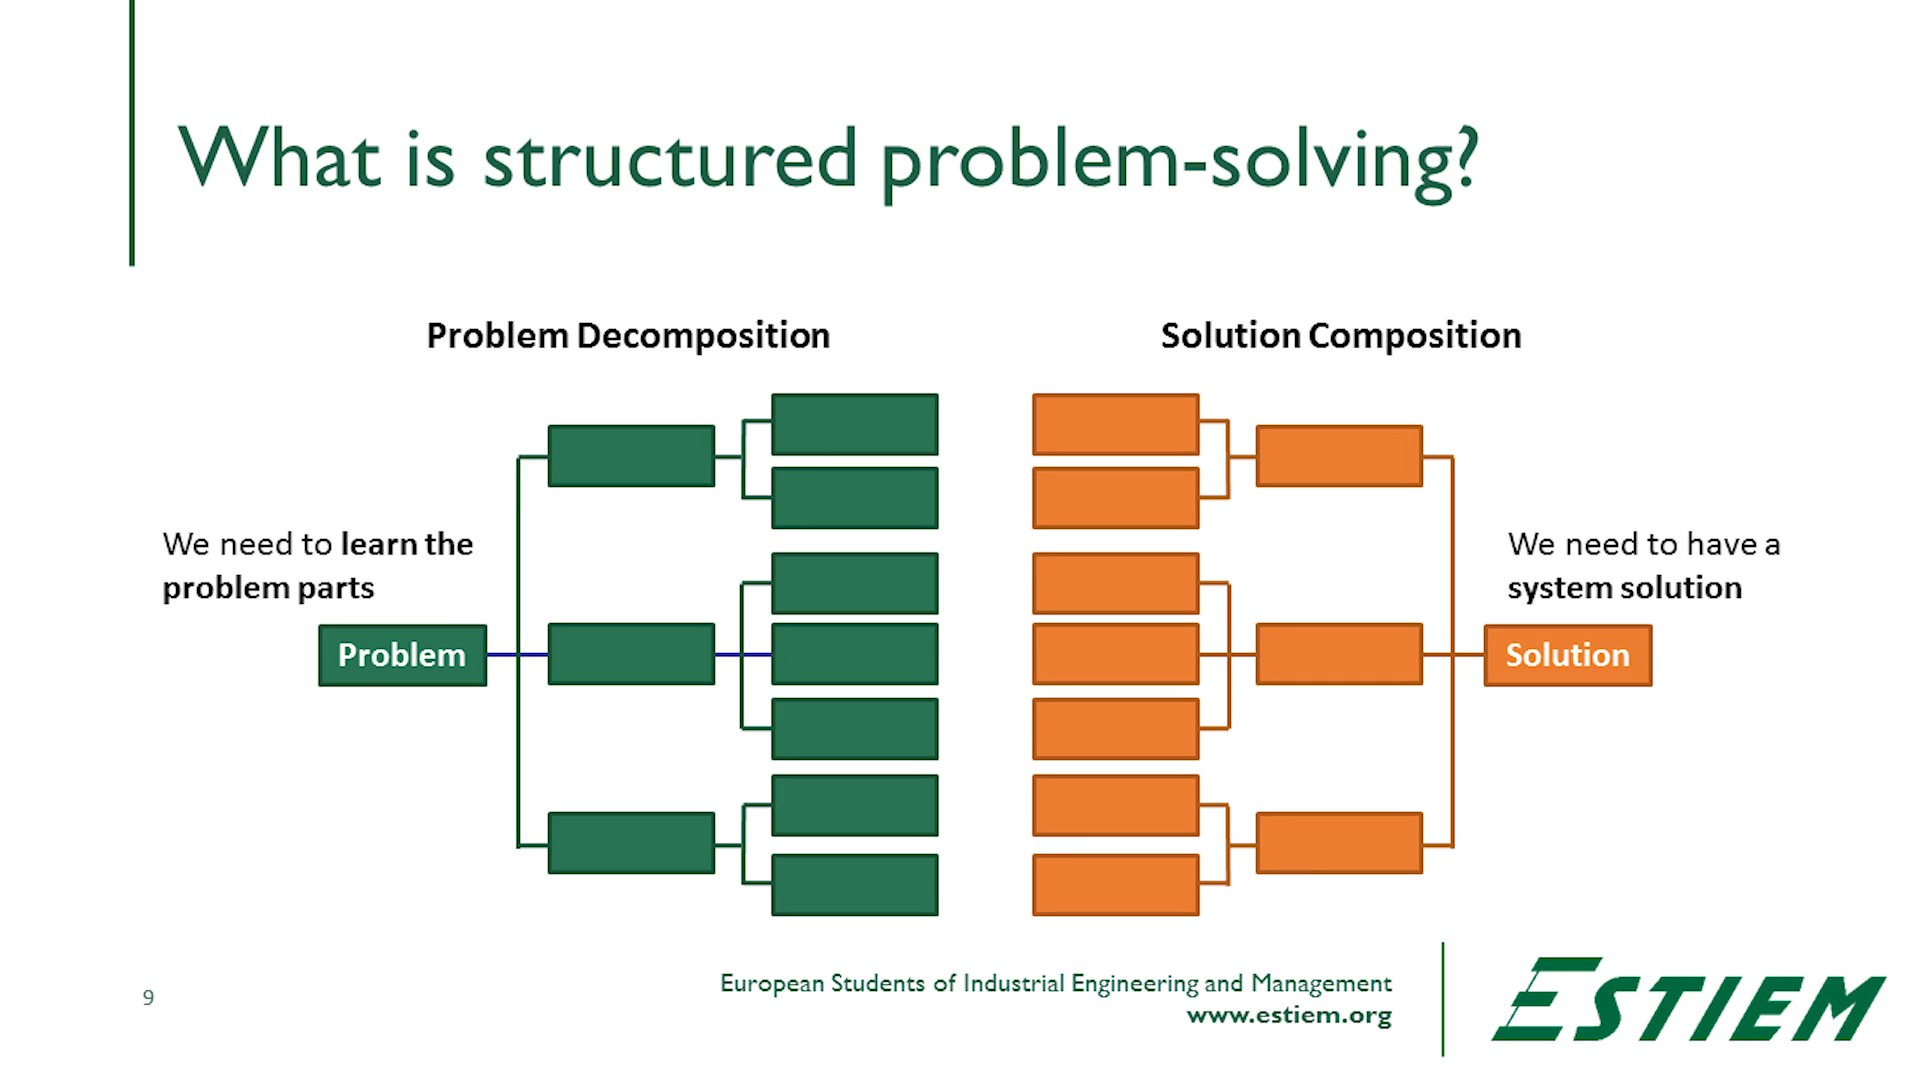 What is structured problem-solving?
Problem Decomposition
Solution Composition
We need to learn the
problem parts
Problem
We need to have a
system solution
Solution
9
European Students of Industrial Engineering and Management
www.estiem.org
ESTIEM